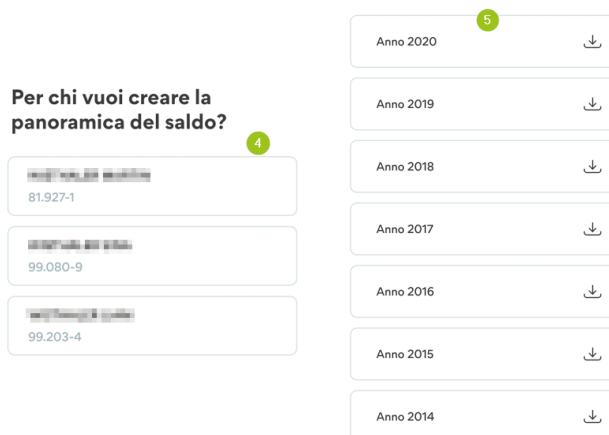 Per chi vuoi creare la
panoramica del saldo?
4
81.927-1
99.080-9
99.203-4
5
Anno 2020
Anno 2019
Anno 2018
Anno 2017
Anno 2016
Anno 2015
Anno 2014